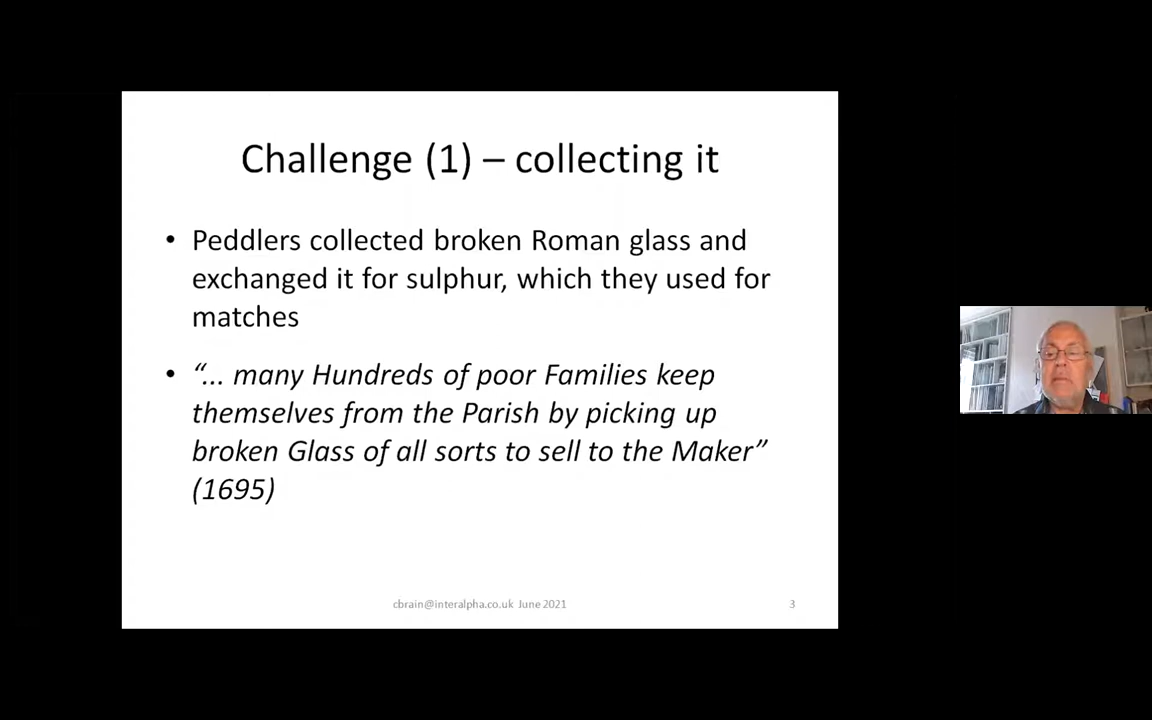 Challenge (1) – collecting it
• Peddlers collected broken Roman glass and
exchanged it for sulphur, which they used for
matches
• “... many Hundreds of poor Families keep
themselves from the Parish by picking up
broken Glass of all sorts to sell to the Maker”
(1695)
cbrain@interalpha.co.uk June 2021
3